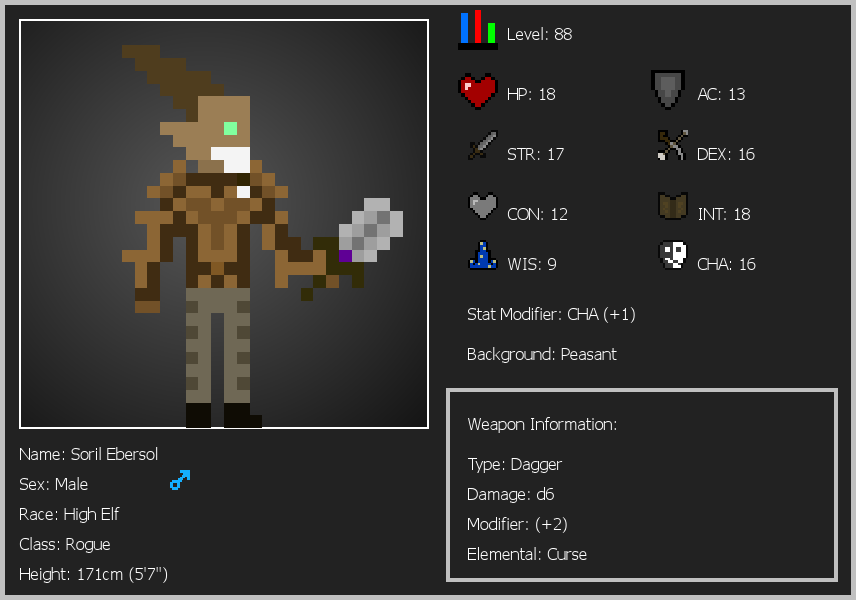 Level: 88
HP: 18
AC: 13
STR: 17
DEX: 16
CON: 12
INT: 18
WIS: 9
CHA: 16
Stat Modifier: CHA (+1)
Background: Peasant
Weapon Information:
Type: Dagger
Damage: d6
Modifier: (+2)
Elemental: Curse
Name: Soril Ebersol
Sex: Male
Race: High Elf
Class: Rogue
Height: 171cm (5'7")